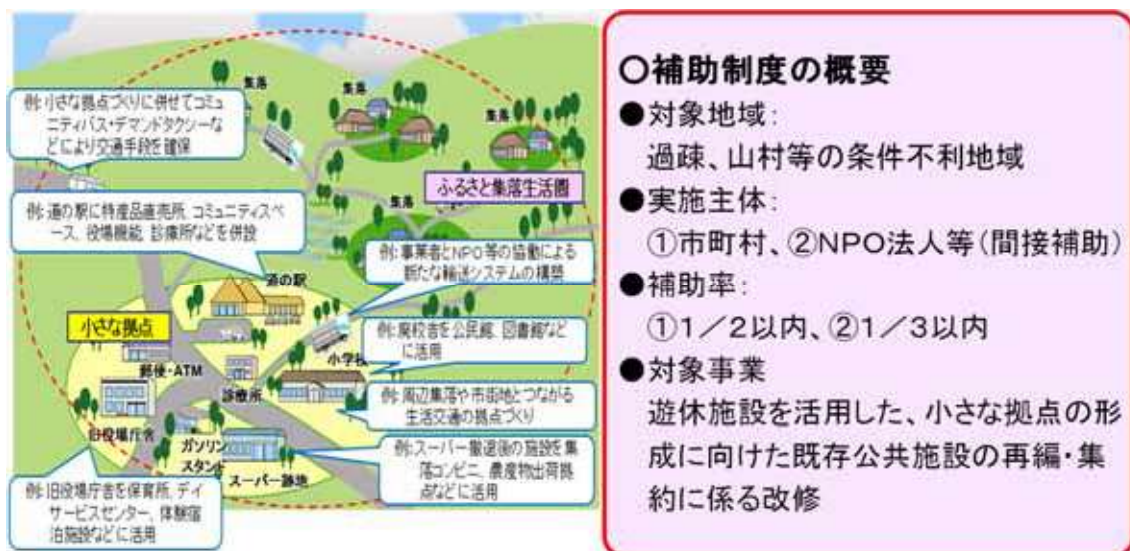 集落
集落
集落
例:小さな拠点づくりに併せてコミュ
ニティバス・デマンドタクシーな
どにより交通手段を確保
ふるさと集落生活圏
集落
例:道の駅に特産品直売所、コミュニティスペ
ース、役場機能、診療所などを併設
例:事業者とNPO等の協働による
新たな輸送システムの構築
道の駅
小さな拠点
例:廃校舎を公民館、図書館など
に活用
小学校
郵便・ATM
診療所
例:周辺集落や市街地とつながる
生活交通の拠点づくり
旧役場庁舎
ガソリン
スタンド
スーパー跡地
例:スーパー撤退後の施設を集
落コンビニ、農産物出荷拠
点などに活用
例:旧役場庁舎を保育所、デイ
サービスセンター、体験宿
泊施設などに活用
○補助制度の概要
●対象地域:
過疎、山村等の条件不利地域
●実施主体:
①市町村、②NPO法人等(間接補助)
●補助率:
①1/2以内、②1/3以内
●対象事業
遊休施設を活用した、小さな拠点の形
成に向けた既存公共施設の再編・集
約に係る改修